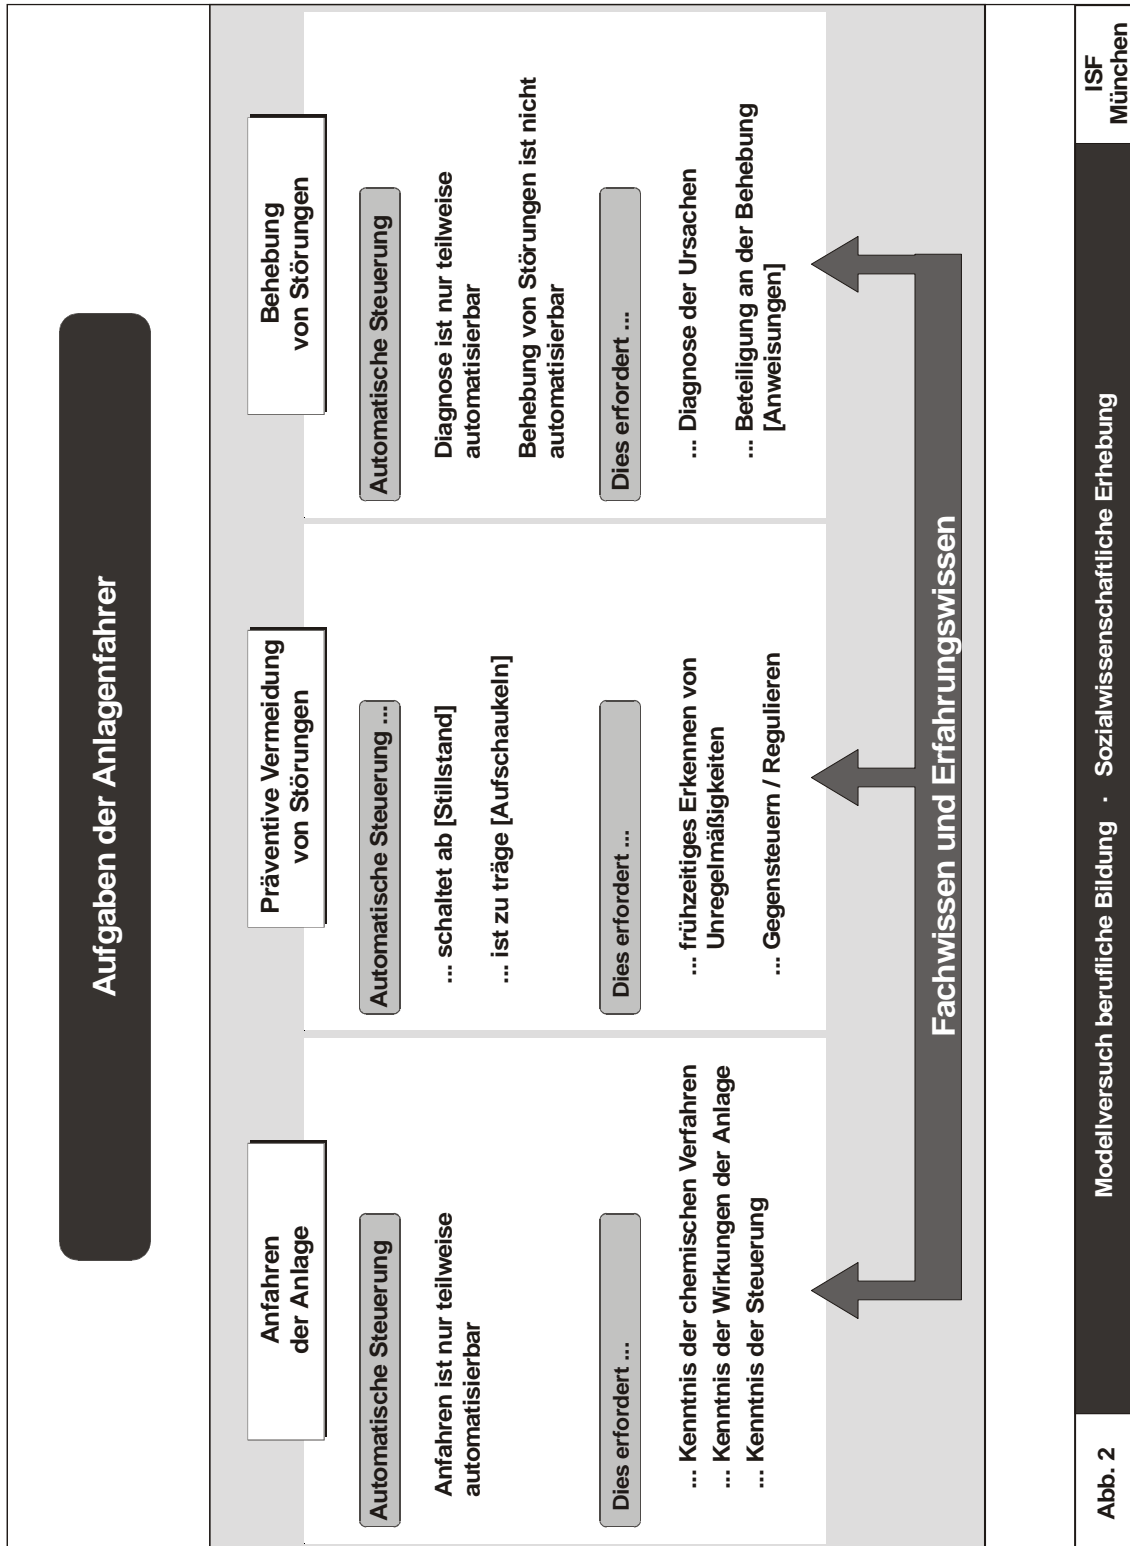 Aufgaben der Anlagenfahrer
Anfahren
der Anlage
Automatische Steuerung
Anfahren ist nur teilweise
automatisierbar
Dies erfordert ...
... Kenntnis der chemischen Verfahren
... Kenntnis der Wirkungen der Anlage
... Kenntnis der Steuerung
Präventive Vermeidung
von Störungen
Automatische Steuerung ...
... schaltet ab [Stillstand]
... ist zu träge [Aufschaukeln]
Dies erfordert ...
... frühzeitiges Erkennen von
Unregelmäßigkeiten
... Gegensteuern / Regulieren
Behebung
von Störungen
Automatische Steuerung
Diagnose ist nur teilweise
automatisierbar
Behebung von Störungen ist nicht
automatisierbar
Dies erfordert ...
... Diagnose der Ursachen
... Beteiligung an der Behebung
[Anweisungen]
Fachwissen und Erfahrungswissen
Abb. 2
Modellversuch berufliche Bildung · Sozialwissenschaftliche Erhebung
ISF
München